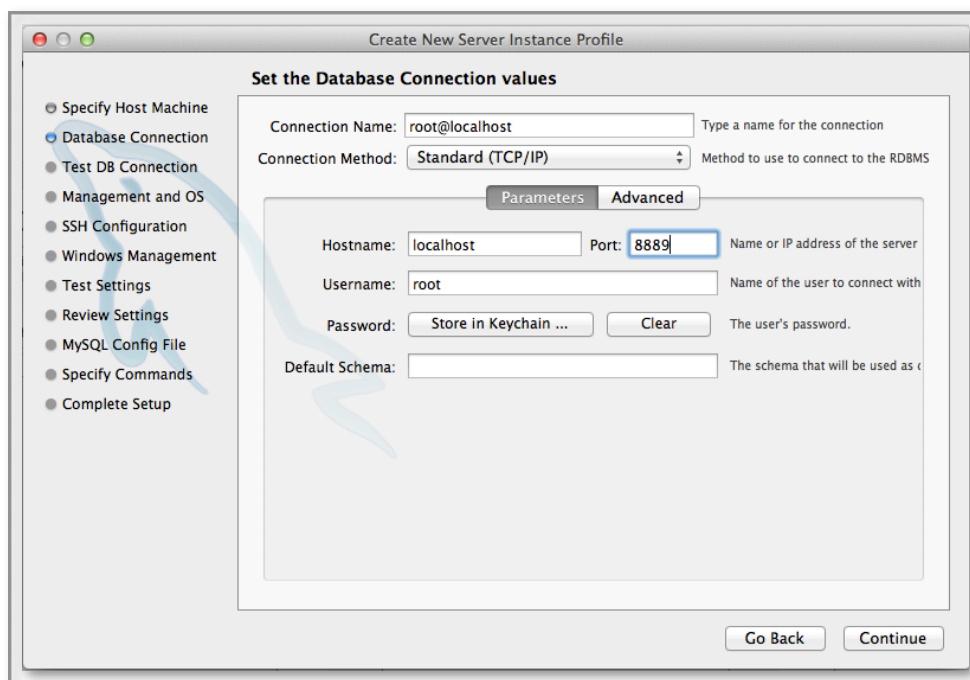 Create New Server Instance Profile
Set the Database Connection values
Specify Host Machine
Database Connection
Test DB Connection
Management and OS
SSH Configuration
Windows Management
Test Settings
Review Settings
MySQL Config File
Specify Commands
Complete Setup
Connection Name: root@localhost Type a name for the connection
Connection Method: Standard (TCP/IP) Method to use to connect to the RDBMS
Parameters Advanced
Hostname: localhost Port: 8889 Name or IP address of the server
Username: root Name of the user to connect with
Password: Store in Keychain ... Clear The user's password.
Default Schema: The schema that will be used as
Go Back Continue